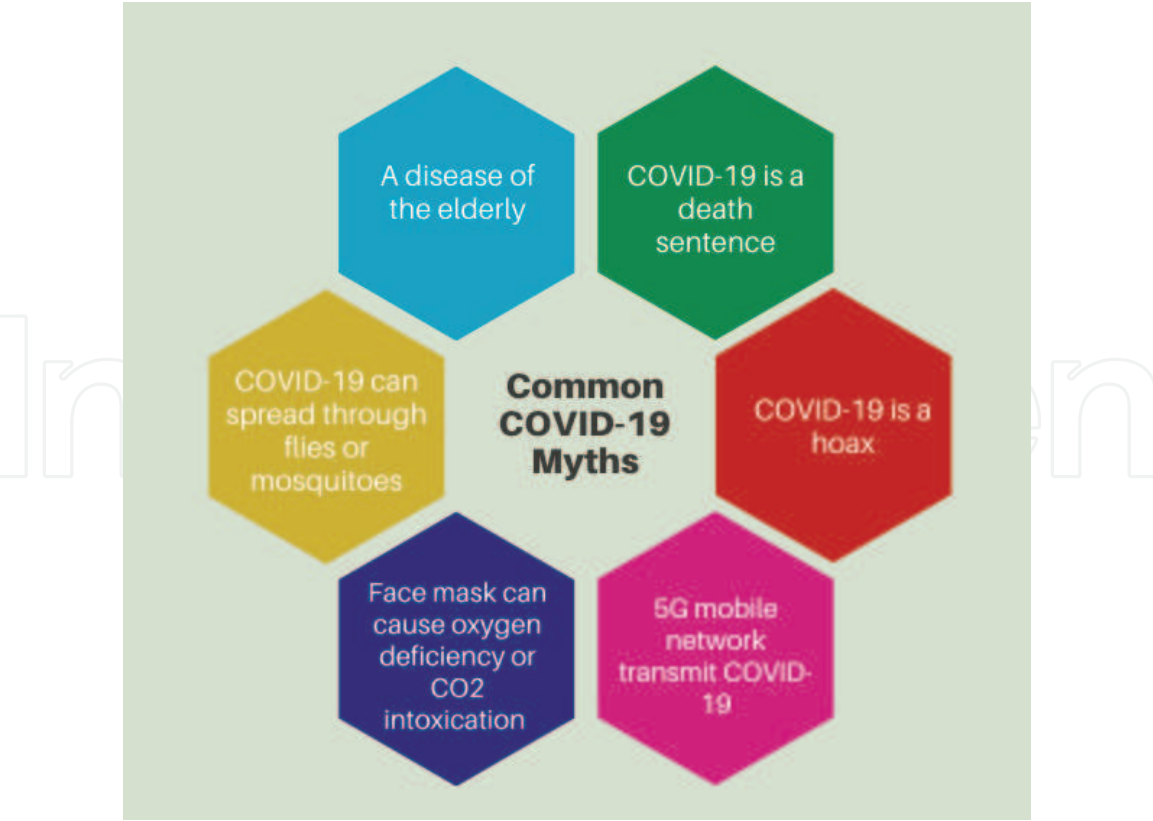 A disease of
the elderly
COVID-19 is a
death
sentence
COVID-19 can
spread through
flies or
mosquitoes
Common
COVID-19
Myths
COVID-19 is a
hoax
Face mask can
cause oxygen
deficiency or
CO2
intoxication
5G mobile
network
transmit COVID-
19